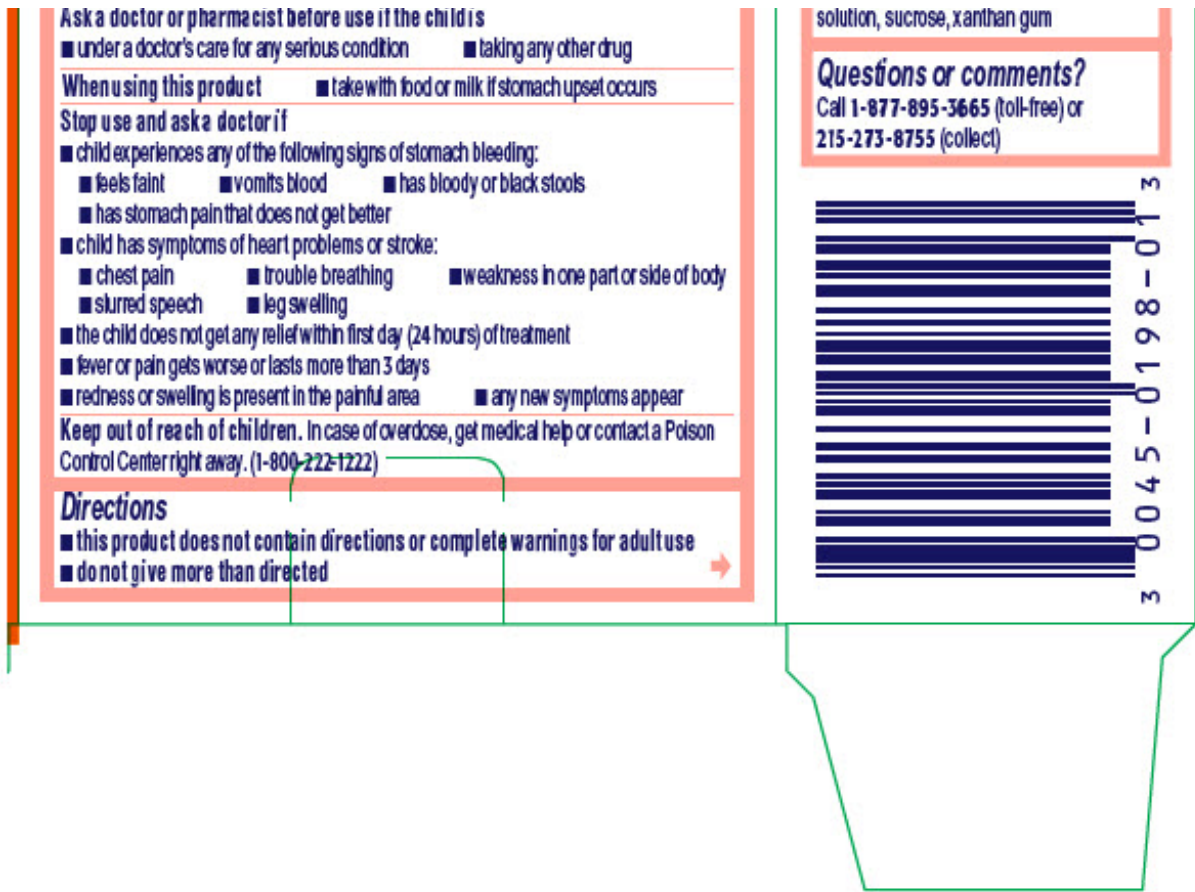 Ask a doctor or pharmacist before use if the child is
■ under a doctor's care for any serious condition ■ taking any other drug
When using this product ■ take with food or milk if stomach upset occurs
Stop use and ask a doctor if
■ child experiences any of the following signs of stomach bleeding:
■ feels faint ■ vomits blood ■ has bloody or black stools
■ has stomach pain that does not get better
■ child has symptoms of heart problems or stroke:
■ chest pain ■ trouble breathing ■ weakness in one part or side of body
■ slurred speech ■ leg swelling
■ the child does not get any relief within first day (24 hours) of treatment
■ fever or pain gets worse or lasts more than 3 days
■ redness or swelling is present in the painful area ■ any new symptoms appear
Keep out of reach of children. In case of overdose, get medical help or contact a Poison
Control Center right away. (1-800-222-1222)
Directions
■ this product does not contain directions or complete warnings for adult use
■ do not give more than directed
solution, sucrose, xanthan gum
Questions or comments?
Call 1-877-895-3665 (toll-free) or
215-273-8755 (collect)
3 0045-0198-01 3